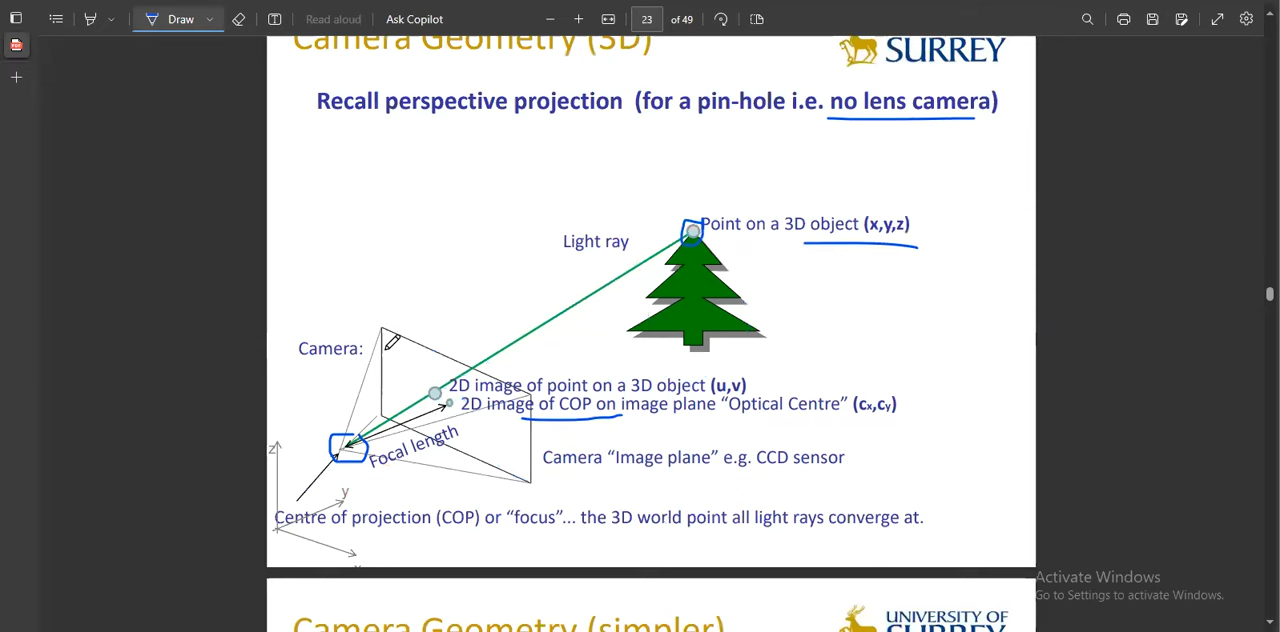 Draw
Read aloud
Ask Copilot
23
of 49
Camera Geometry (3D)
SURREY
Recall perspective projection (for a pin-hole i.e. no lens camera)
Point on a 3D object (x,y,z)
Light ray
Camera:
2D image of point on a 3D object (u,v)
2D image of COP on image plane “Optical Centre” (cx,cy)
Focal length
z
Camera “Image plane” e.g. CCD sensor
y
Centre of projection (COP) or “focus”... the 3D world point all light rays converge at.
Activate Windows
Go to Settings to activate Windows.
Camera Geometry (simpler)
UNIVERSITY OF
SURREY